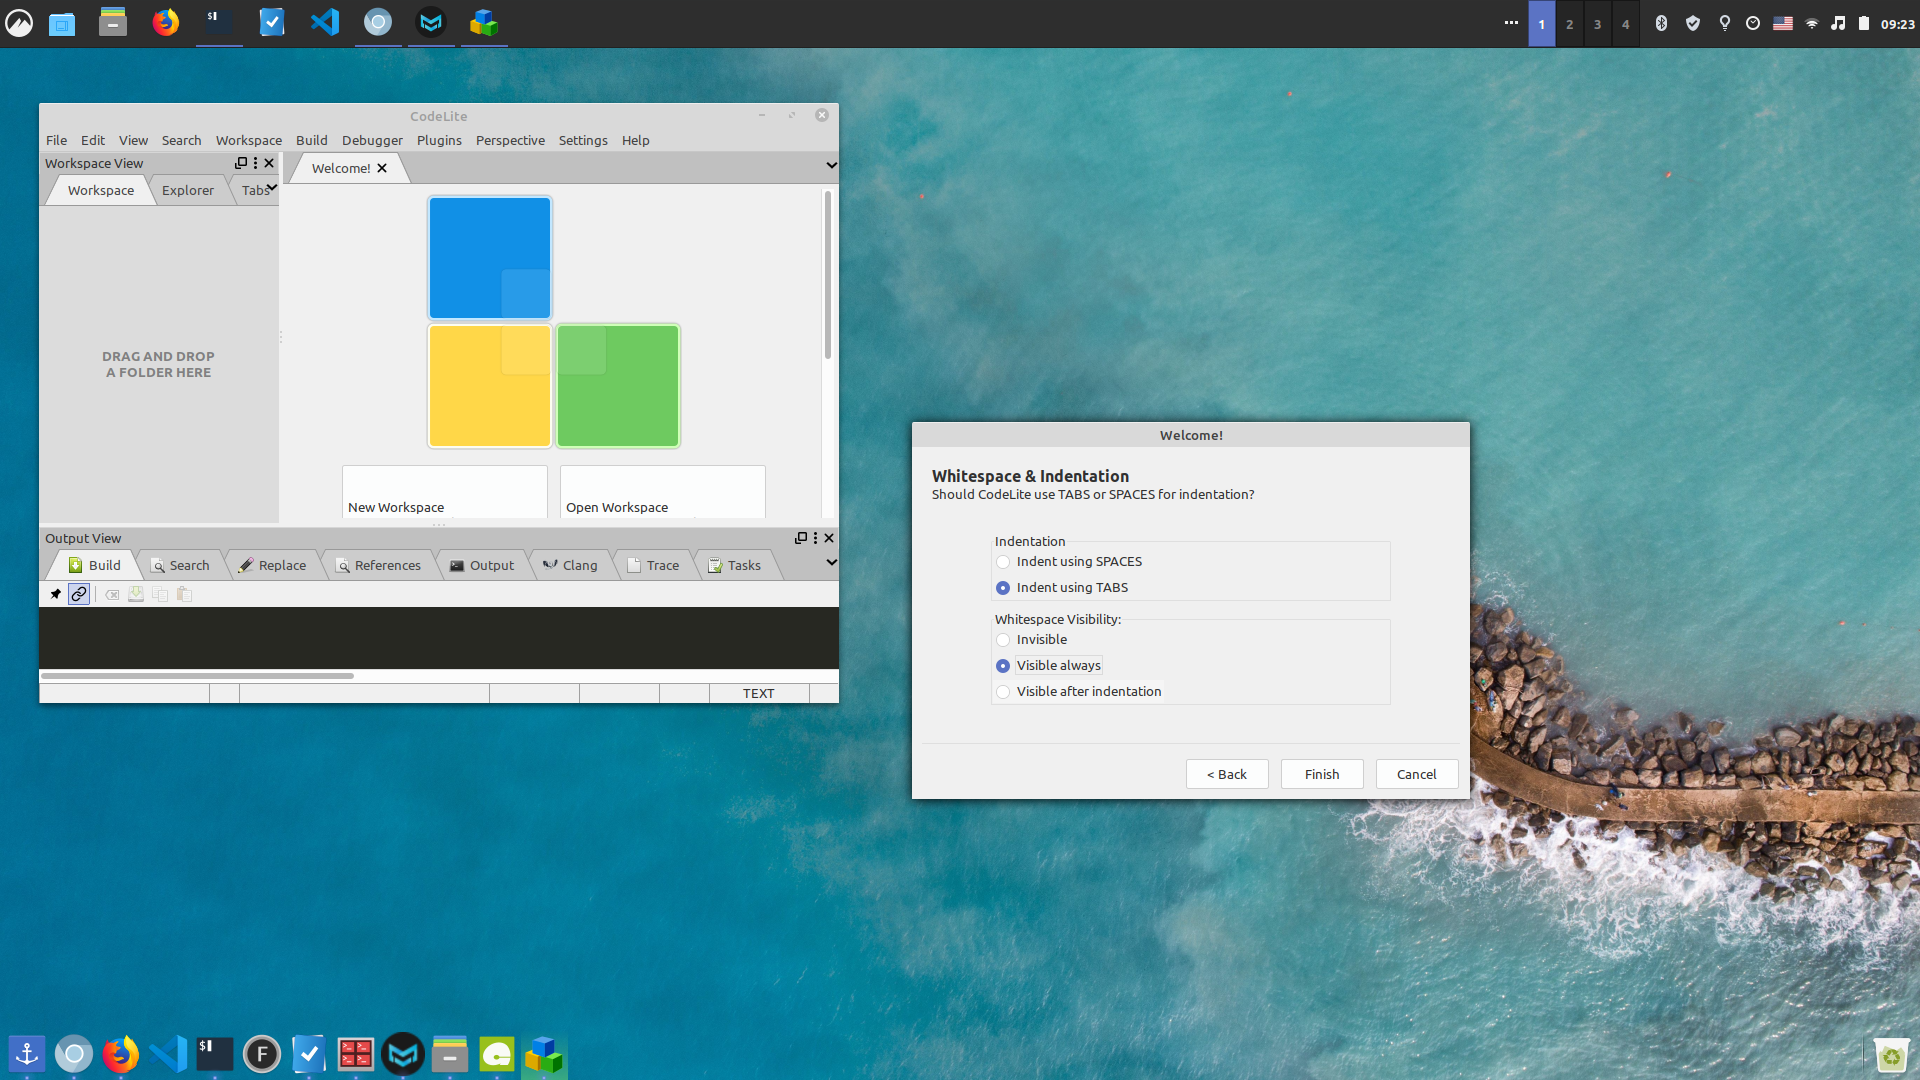 $
1 2 3 4
09:23
CodeLite
File Edit View Search Workspace Build Debugger Plugins Perspective Settings Help
Workspace View
Welcome!
Workspace Explorer Tabs
DRAG AND DROP
A FOLDER HERE
New Workspace
Open Workspace
Output View
Build Search Replace References Output Clang Trace Tasks
TEXT
Welcome!
Whitespace & Indentation
Should CodeLite use TABS or SPACES for indentation?
Indentation
Indent using SPACES
Indent using TABS
Whitespace Visibility:
Invisible
Visible always
Visible after indentation
< Back
Finish
Cancel
$
F